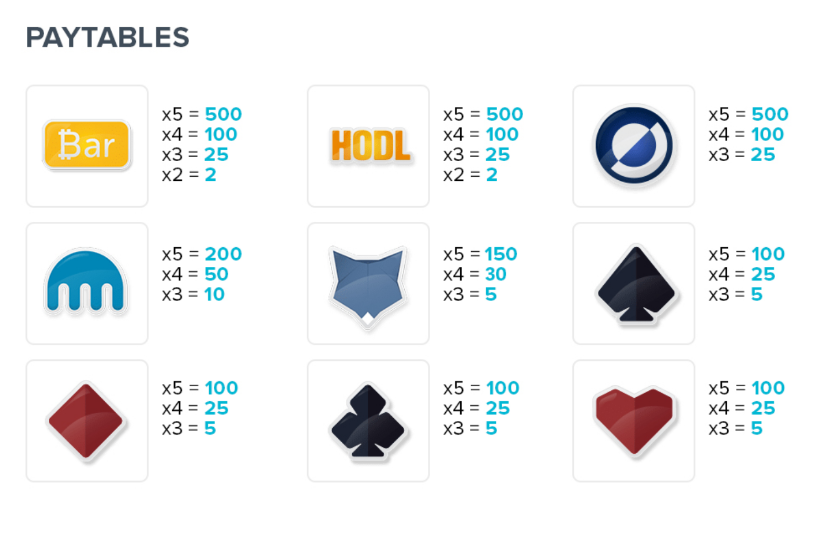 PAYTABLES
₿ar
x5 = 500
x4 = 100
x3 = 25
x2 = 2
HODL
x5 = 500
x4 = 100
x3 = 25
x2 = 2
x5 = 500
x4 = 100
x3 = 25
x5 = 200
x4 = 50
x3 = 10
x5 = 150
x4 = 30
x3 = 5
x5 = 100
x4 = 25
x3 = 5
x5 = 100
x4 = 25
x3 = 5
x5 = 100
x4 = 25
x3 = 5
x5 = 100
x4 = 25
x3 = 5